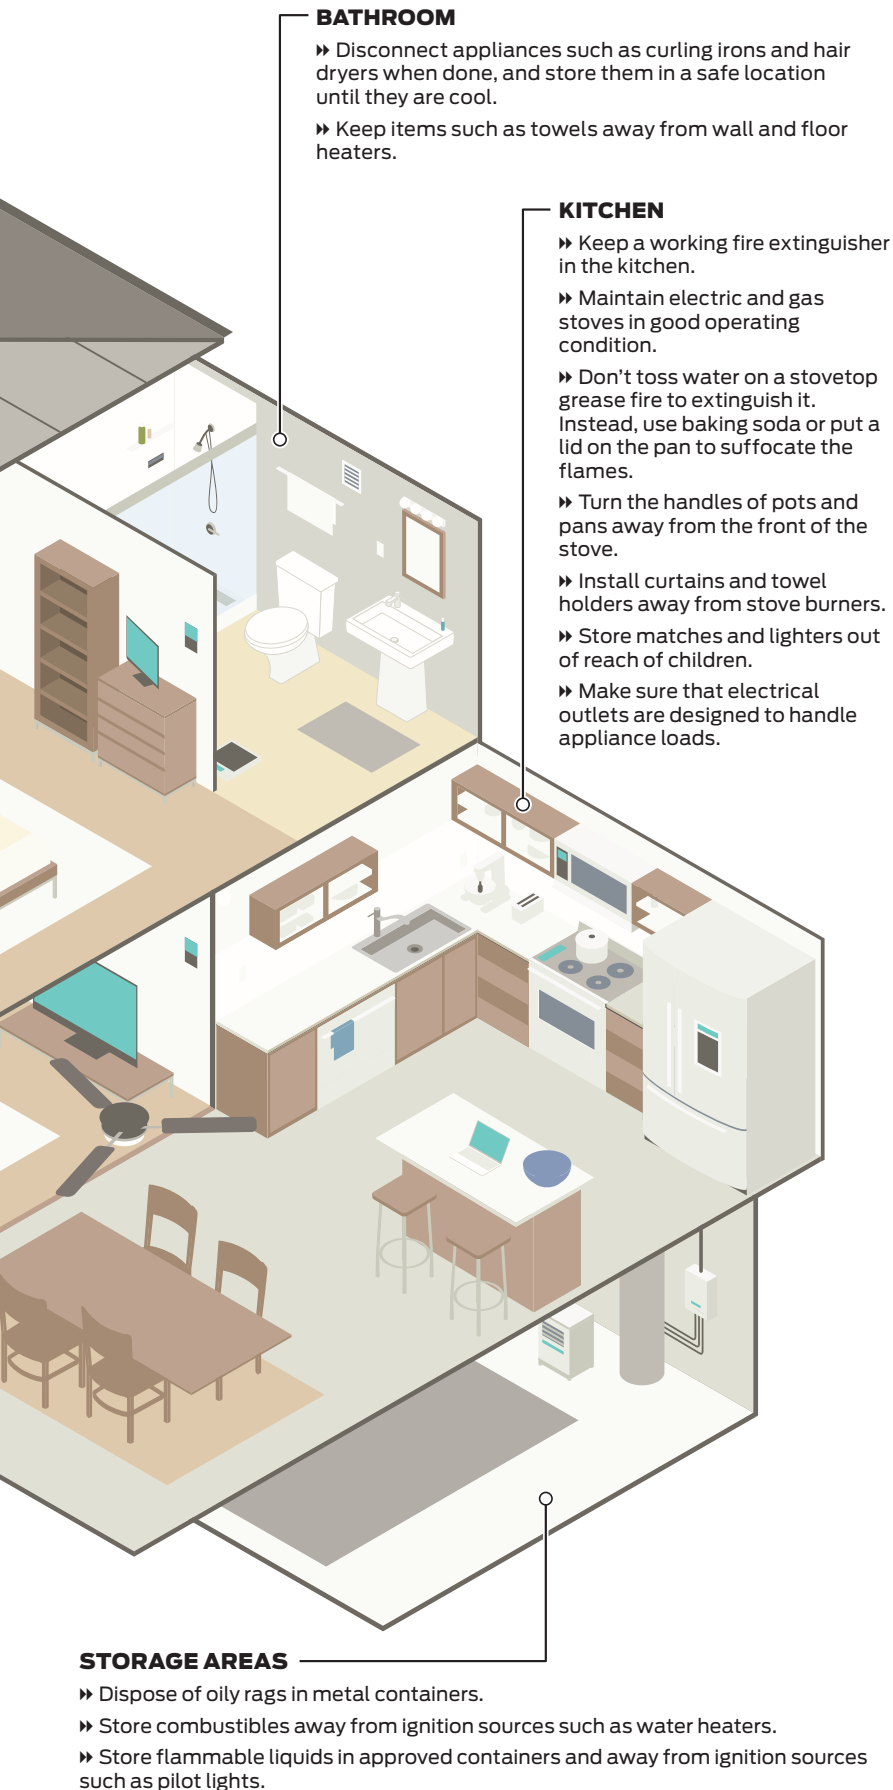 BATHROOM
Disconnect appliances such as curling irons and hair
dryers when done, and store them in a safe location
until they are cool.
Keep items such as towels away from wall and floor
heaters.
KITCHEN
Keep a working fire extinguisher
in the kitchen.
Maintain electric and gas
stoves in good operating
condition.
Don’t toss water on a stovetop
grease fire to extinguish it.
Instead, use baking soda or put a
lid on the pan to suffocate the
flames.
Turn the handles of pots and
pans away from the front of the
stove.
Install curtains and towel
holders away from stove burners.
Store matches and lighters out
of reach of children.
Make sure that electrical
outlets are designed to handle
appliance loads.
STORAGE AREAS
Dispose of oily rags in metal containers.
Store combustibles away from ignition sources such as water heaters.
Store flammable liquids in approved containers and away from ignition sources
such as pilot lights.